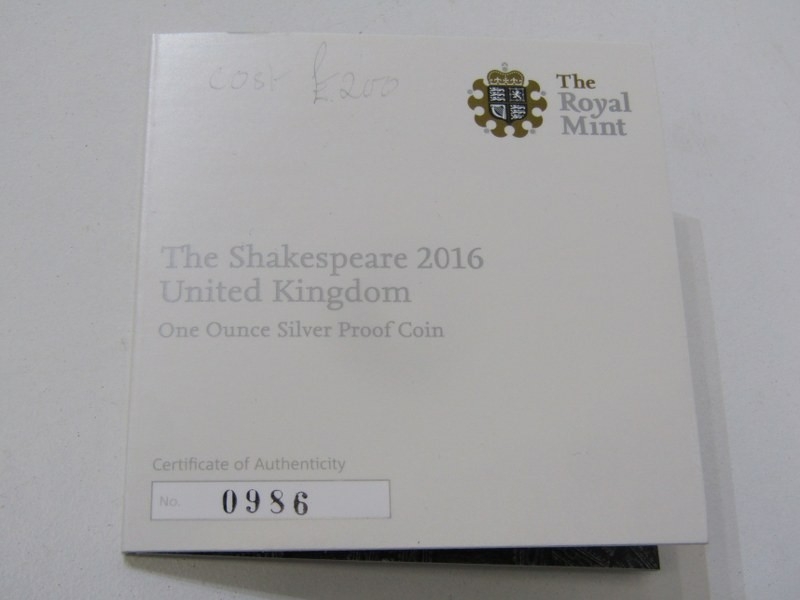 cost £200
The
Royal
Mint
The Shakespeare 2016
United Kingdom
One Ounce Silver Proof Coin
Certificate of Authenticity
No. 0986